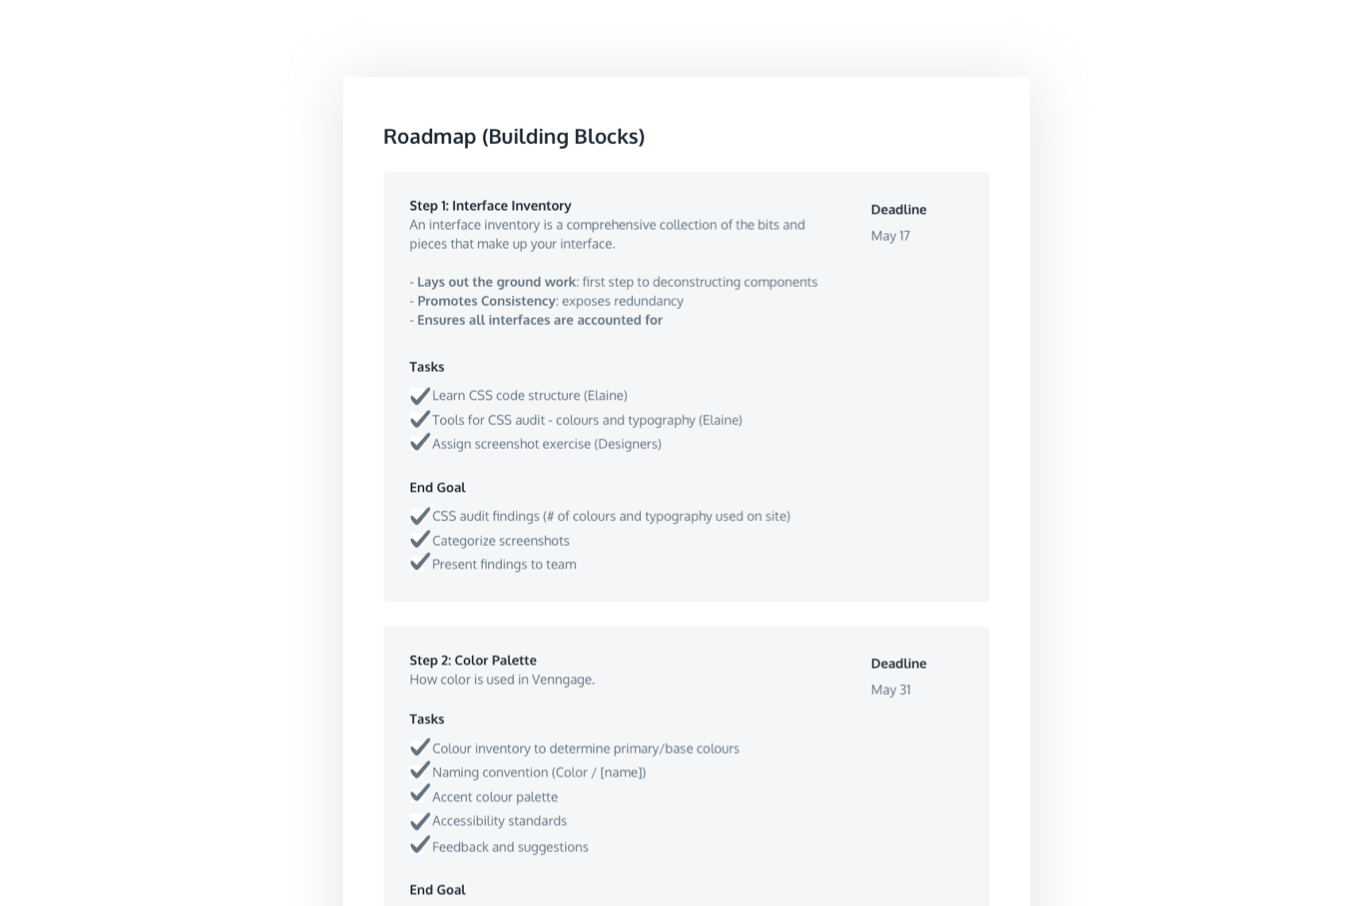 Roadmap (Building Blocks)
Step 1: Interface Inventory
An interface inventory is a comprehensive collection of the bits and
pieces that make up your interface.
- Lays out the ground work: first step to deconstructing components
- Promotes Consistency: exposes redundancy
- Ensures all interfaces are accounted for
Deadline
May 17
Tasks
Learn CSS code structure (Elaine)
Tools for CSS audit - colours and typography (Elaine)
Assign screenshot exercise (Designers)
End Goal
CSS audit findings (# of colours and typography used on site)
Categorize screenshots
Present findings to team
Step 2: Color Palette
How color is used in Venngage.
Deadline
May 31
Tasks
Colour inventory to determine primary/base colours
Naming convention (Color / [name])
Accent colour palette
Accessibility standards
Feedback and suggestions
End Goal